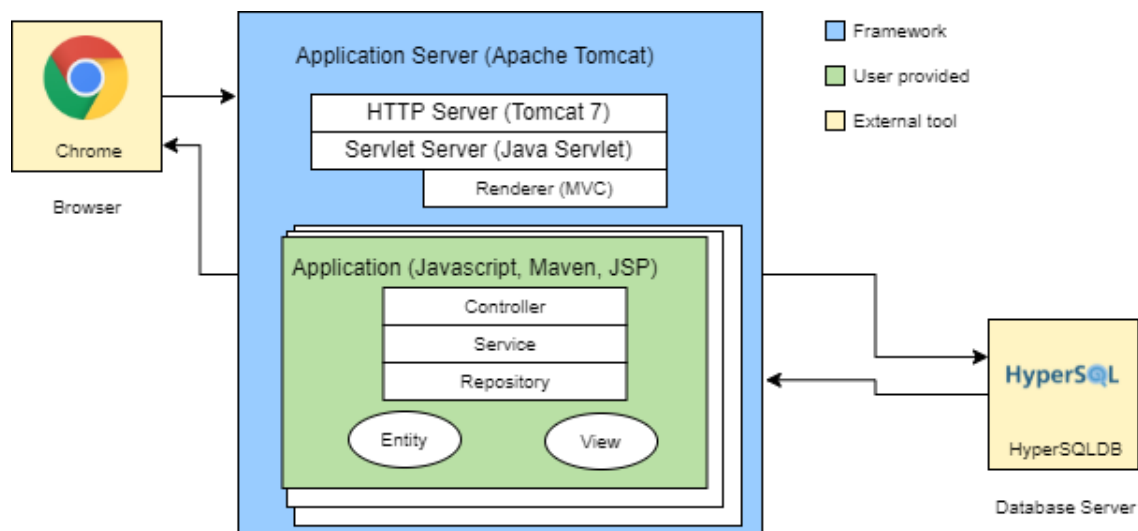 Chrome
Browser
Application Server (Apache Tomcat)
HTTP Server (Tomcat 7)
Servlet Server (Java Servlet)
Renderer (MVC)
Application (Javascript, Maven, JSP)
Controller
Service
Repository
Entity
View
Framework
User provided
External tool
HyperSQL
HyperSQLDB
Database Server